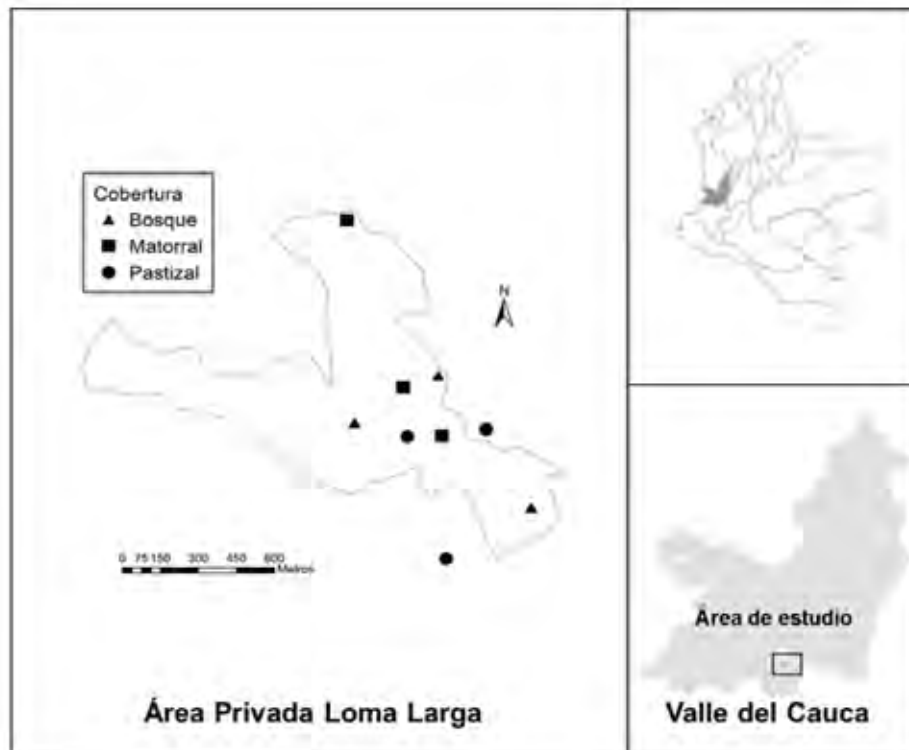 Cobertura
Bosque
Matorral
Pastizal
N
0 75 150 300 450 600
Metros
Área Privada Loma Larga
Área de estudio
Valle del Cauca